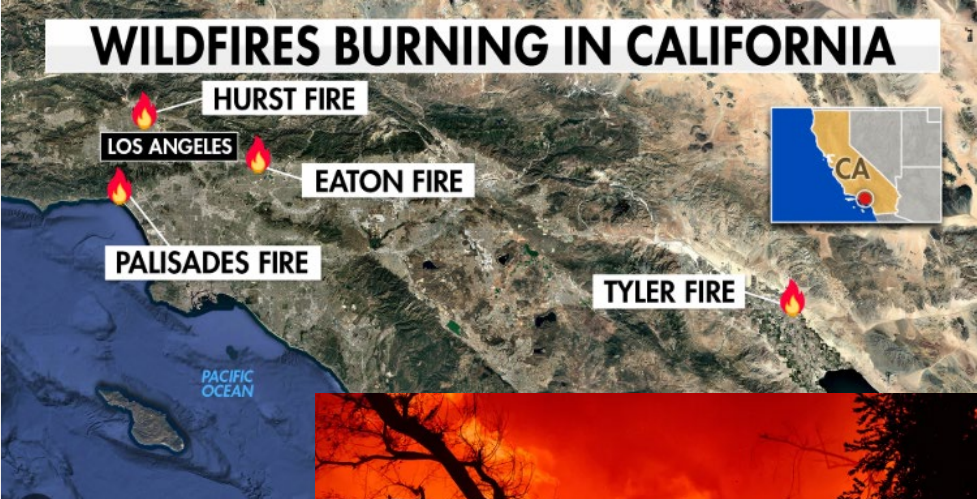 WILDFIRES BURNING IN CALIFORNIA
HURST FIRE
LOS ANGELES
EATON FIRE
CA
PALISADES FIRE
TYLER FIRE
PACIFIC
OCEAN